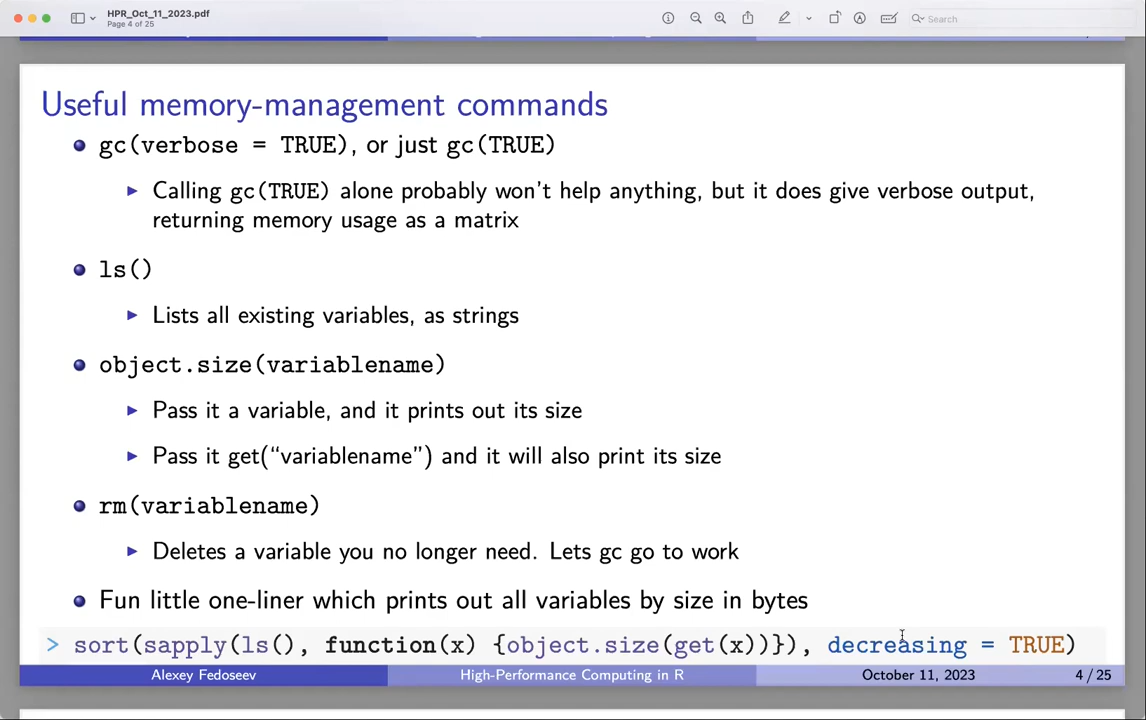 HPR_Oct_11_2023.pdf
Page 4 of 25
Search
Useful memory-management commands
gc(verbose = TRUE), or just gc(TRUE)
Calling gc(TRUE) alone probably won't help anything, but it does give verbose output,
returning memory usage as a matrix
ls()
Lists all existing variables, as strings
object.size(variablename)
Pass it a variable, and it prints out its size
Pass it get(“variablename”) and it will also print its size
rm(variablename)
Deletes a variable you no longer need. Lets gc go to work
Fun little one-liner which prints out all variables by size in bytes
> sort(sapply(ls(), function(x) {object.size(get(x))}), decreasing = TRUE)
Alexey Fedoseev High-Performance Computing in R October 11, 2023 4 / 25